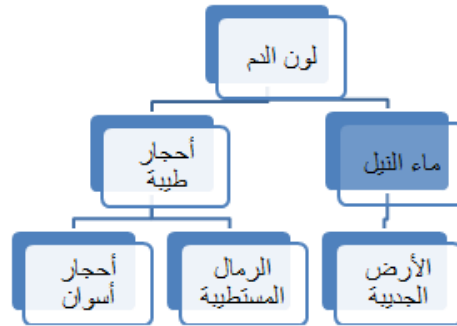 لون الدم
ماء النيل
أحجار
طيبة
الأرض
الجديبة
الرمال
المستطيبة
أحجار
أسوان